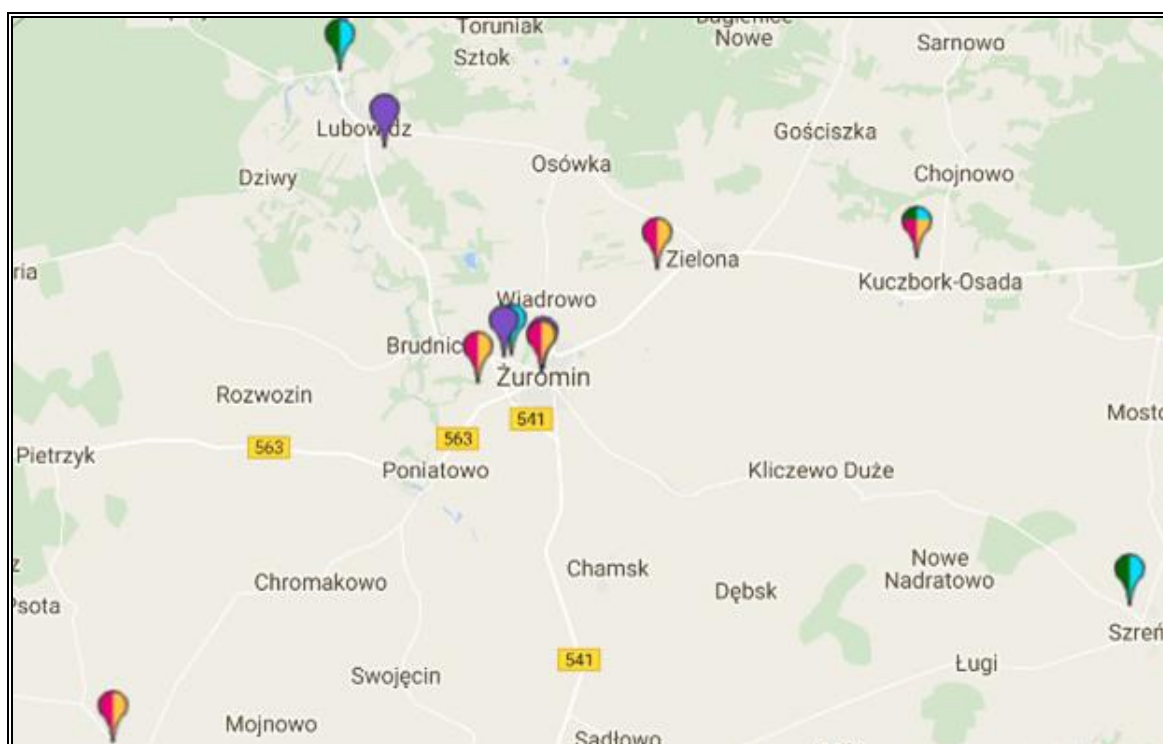 Toruniak
Nowe
Sarnowo
Sztok
Lubowidz
Gościszka
Osówka
Dziwy
Chojnowo
Zielona
Kuczbork-Osada
Wiadrowo
Żuromin
Rozwozin
541
563
563
Pietrzyk
Poniatowo
Kliczewo Duże
Chamsk
Nowe
Nadratowo
Chromakowo
Dębsk
541
Ługi
Swojęcin
Mojnowo
Sadłowo